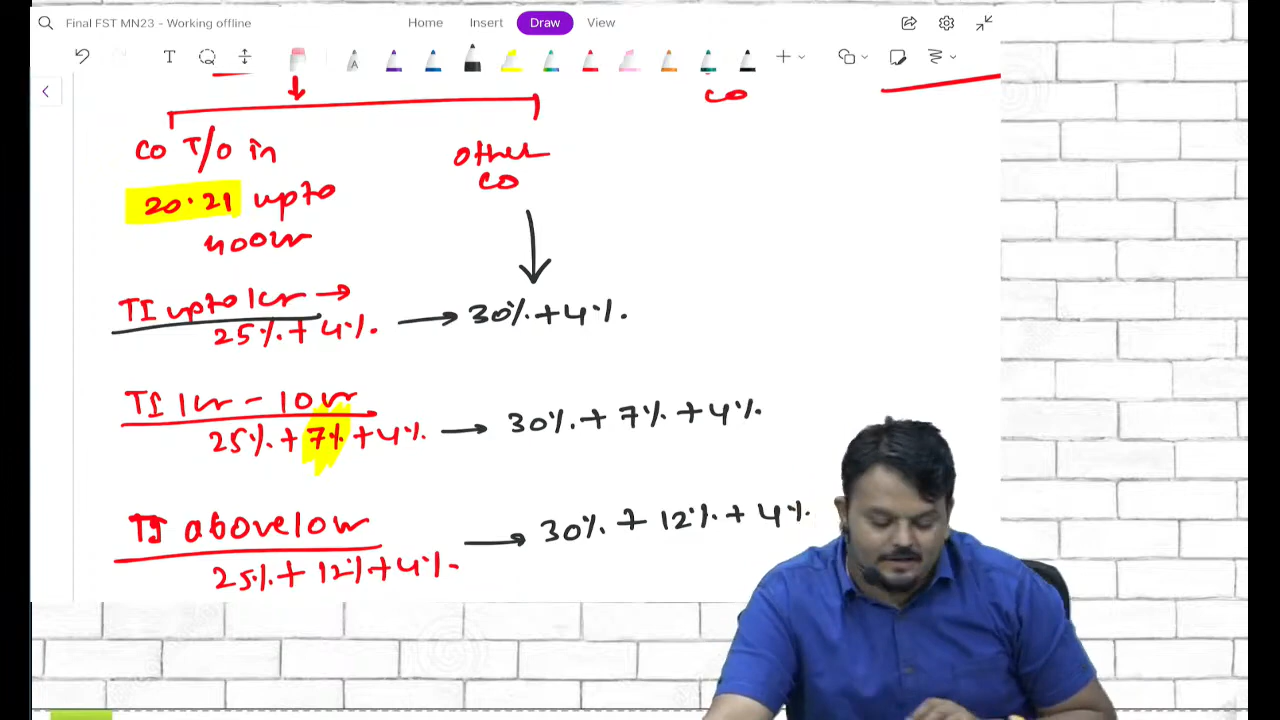 Final FST MN23 - Working offline
Home Insert Draw View
co
co T/O in
20.21 upto
400cr
other
co
TI upto 1cr →
25% + 4%. → 30% + 4%.
TI 1cr - 10cr
25% + 7% + 4%. → 30% + 7% + 4%.
TI above 10cr
25% + 12% + 4%. → 30% + 12% + 4%.